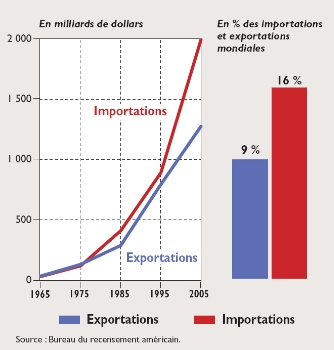 En milliards de dollars
En % des importations
et exportations
mondiales
2 000
1 500
1 000
500
0
Importations
Exportations
1965 1975 1985 1995 2005
9 %
16 %
Exportations Importations
Source : Bureau du recensement américain.